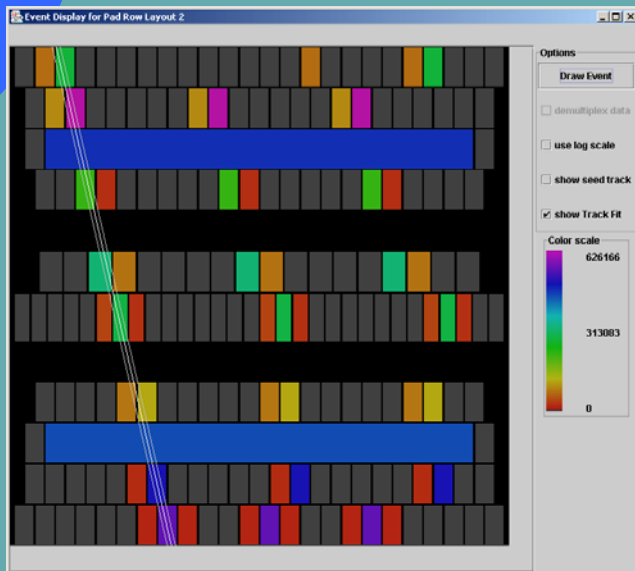 Event Display for Pad Row Layout 2
Options
Draw Event
demultiplex data
use log scale
show seed track
show Track Fit
Color scale
626166
313083
0